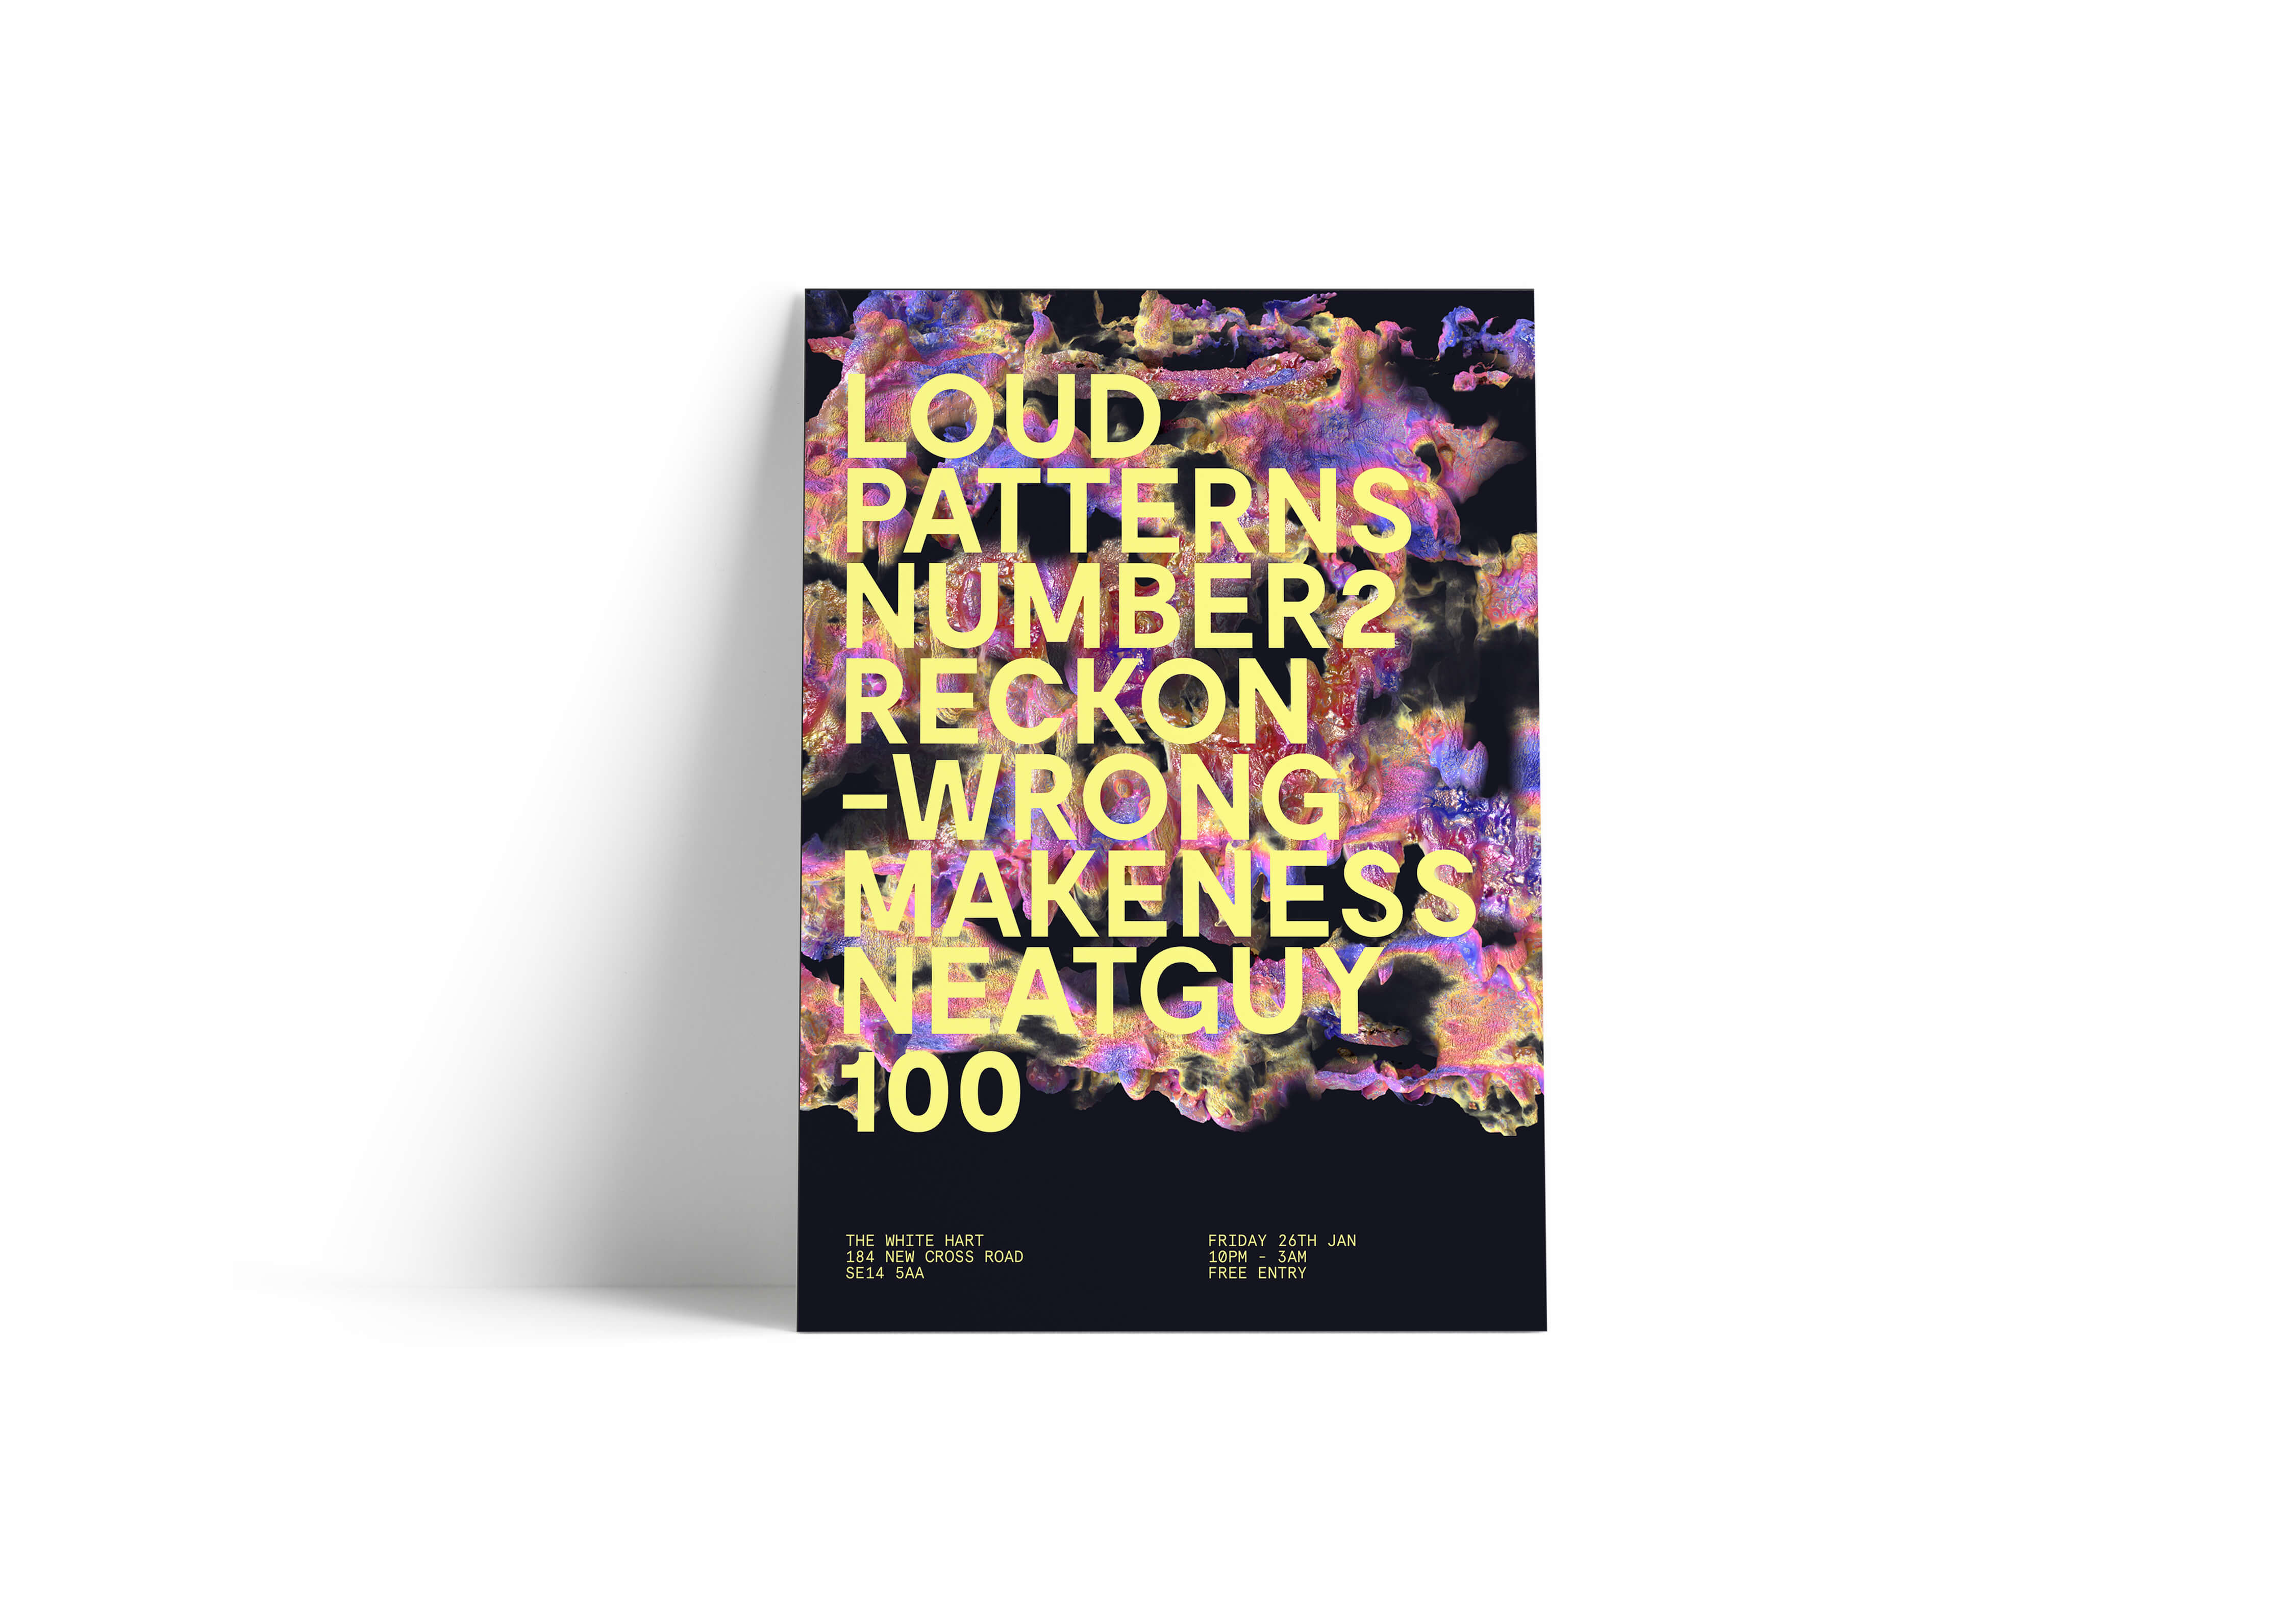 LOUD
PATTERNS
NUMBER2
RECKON
-WRONG
MAKENESS
NEATGUY
100
THE WHITE HART
184 NEW CROSS ROAD
SE14 5AA
FRIDAY 26TH JAN
10PM - 3AM
FREE ENTRY